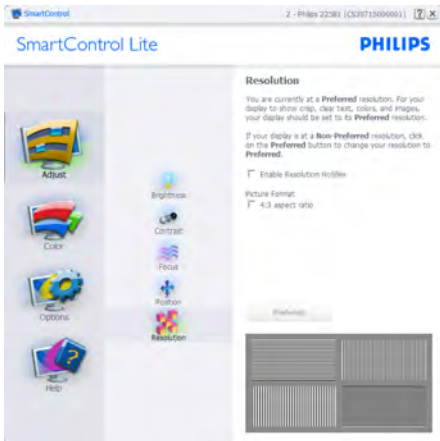 SmartControl
2 - Philips 225B1 (CS39715000001)
SmartControl Lite
PHILIPS
Adjust
Color
Options
Help
Brightness
Contrast
Focus
Position
Resolution
Resolution
You are currently at a Preferred resolution. For your
display to show crisp, clear text, colors, and images,
your display should be set to its Preferred resolution.
If your display is at a Non-Preferred resolution, click
on the Preferred button to change your resolution to
Preferred.
Enable Resolution Notifier
Picture Format
4:3 aspect ratio
Preferred